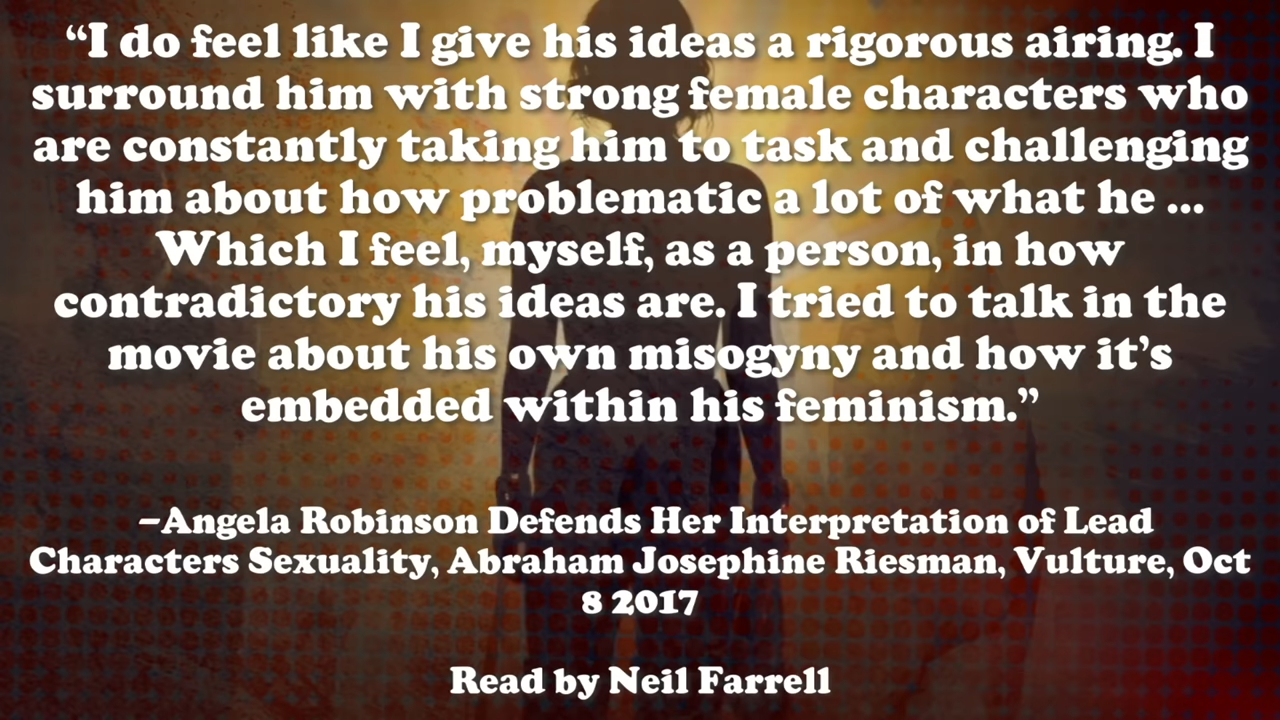 “I do feel like I give his ideas a rigorous airing. I
surround him with strong female characters who
are constantly taking him to task and challenging
him about how problematic a lot of what he ...
Which I feel, myself, as a person, in how
contradictory his ideas are. I tried to talk in the
movie about his own misogyny and how it’s
embedded within his feminism.”
–Angela Robinson Defends Her Interpretation of Lead
Characters Sexuality, Abraham Josephine Riesman, Vulture, Oct
8 2017
Read by Neil Farrell